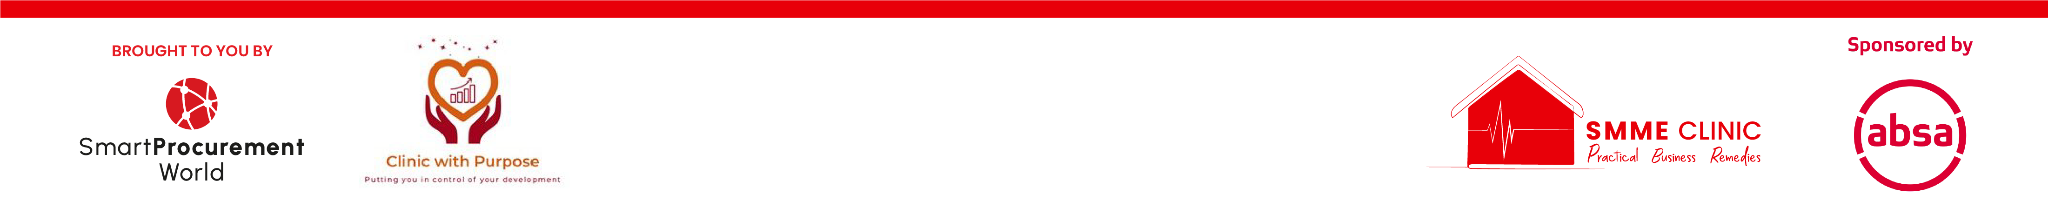 BROUGHT TO YOU BY
SmartProcurement
World
Clinic with Purpose
Putting you in control of your development
SMME CLINIC
Practical Business Remedies
Sponsored by
absa